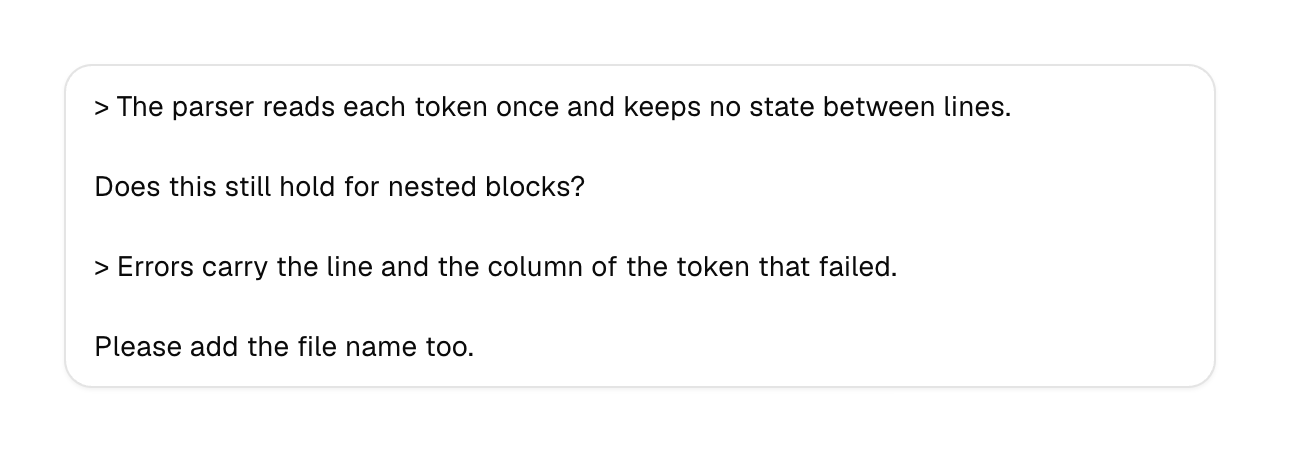 > The parser reads each token once and keeps no state between lines.
Does this still hold for nested blocks?
> Errors carry the line and the column of the token that failed.
Please add the file name too.